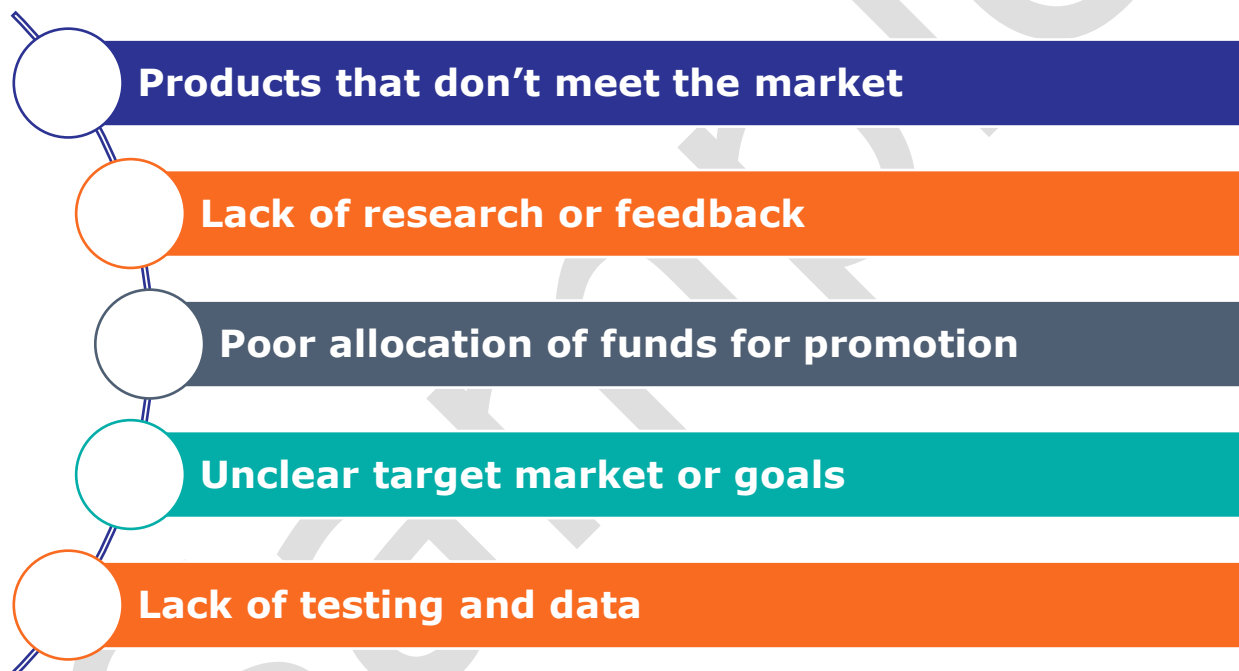 Products that don’t meet the market
Lack of research or feedback
Poor allocation of funds for promotion
Unclear target market or goals
Lack of testing and data